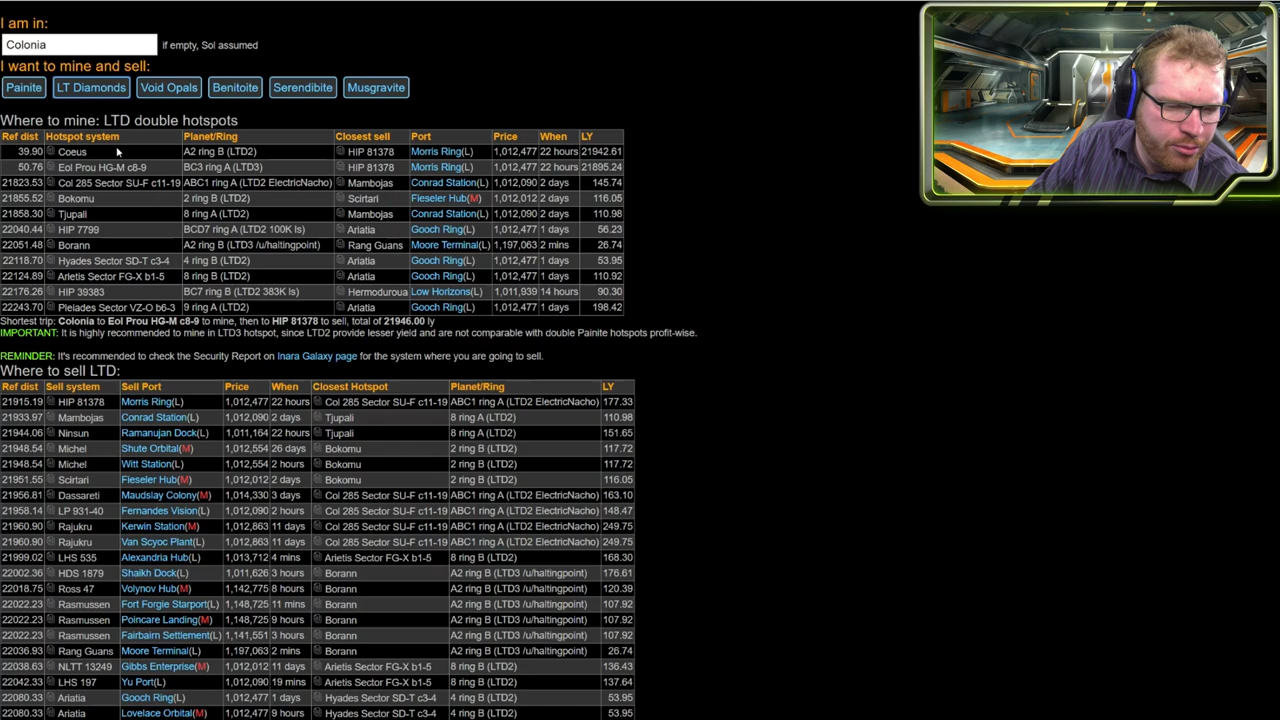 I am in:
Colonia if empty, Sol assumed
I want to mine and sell:
Painite LT Diamonds Void Opals Benitoite Serendibite Musgravite
Where to mine: LTD double hotspots
Ref dist Hotspot system Planet/Ring Closest sell Port Price When LY
39.90 Coeus A2 ring B (LTD2) HIP 81378 Morris Ring(L) 1,012,477 22 hours 21942.61
50.76 Eol Prou HG-M c8-9 BC3 ring A (LTD3) HIP 81378 Morris Ring(L) 1,012,477 22 hours 21895.24
21823.53 Col 285 Sector SU-F c11-19 ABC1 ring A (LTD2 ElectricNacho) Mambojas Conrad Station(L) 1,012,090 2 days 145.74
21855.52 Bokomu 2 ring B (LTD2) Scirtari Fieseler Hub(M) 1,012,012 2 days 116.05
21858.30 Tjupali 8 ring A (LTD2) Mambojas Conrad Station(L) 1,012,090 2 days 110.98
22040.44 HIP 7799 BCD7 ring A (LTD2 100K ls) Ariatia Gooch Ring(L) 1,012,477 1 days 56.23
22051.48 Borann A2 ring B (LTD3 /u/haltingpoint) Rang Guans Moore Terminal(L) 1,197,063 2 mins 26.74
22118.70 Hyades Sector SD-T c3-4 4 ring B (LTD2) Ariatia Gooch Ring(L) 1,012,477 1 days 53.95
22124.89 Arietis Sector FG-X b1-5 8 ring B (LTD2) Ariatia Gooch Ring(L) 1,012,477 1 days 110.92
22176.26 HIP 39383 BC7 ring B (LTD2 383K ls) Hermoduroua Low Horizons(L) 1,011,939 14 hours 90.30
22243.70 Pleiades Sector VZ-O b6-3 9 ring A (LTD2) Ariatia Gooch Ring(L) 1,012,477 1 days 198.42
Shortest trip: Colonia to Eol Prou HG-M c8-9 to mine, then to HIP 81378 to sell, total of 21946.00 ly
IMPORTANT: It is highly recommended to mine in LTD3 hotspot, since LTD2 provide lesser yield and are not comparable with double Painite hotspots profit-wise.
REMINDER: It's recommended to check the Security Report on Inara Galaxy page for the system where you are going to sell.
Where to sell LTD:
Ref dist Sell system Sell Port Price When Closest Hotspot Planet/Ring LY
21915.19 HIP 81378 Morris Ring(L) 1,012,477 22 hours Col 285 Sector SU-F c11-19 ABC1 ring A (LTD2 ElectricNacho) 177.33
21933.97 Mambojas Conrad Station(L) 1,012,090 2 days Tjupali 8 ring A (LTD2) 110.98
21944.06 Ninsun Ramanujan Dock(L) 1,011,164 22 hours Tjupali 8 ring A (LTD2) 151.65
21948.54 Michel Shute Orbital(M) 1,012,554 26 days Bokomu 2 ring B (LTD2) 117.72
21948.54 Michel Witt Station(L) 1,012,554 2 hours Bokomu 2 ring B (LTD2) 117.72
21951.55 Scirtari Fieseler Hub(M) 1,012,012 2 days Bokomu 2 ring B (LTD2) 116.05
21956.81 Dassareti Maudslay Colony(M) 1,014,330 3 days Col 285 Sector SU-F c11-19 ABC1 ring A (LTD2 ElectricNacho) 163.10
21958.14 LP 931-40 Fernandes Vision(L) 1,012,090 2 hours Col 285 Sector SU-F c11-19 ABC1 ring A (LTD2 ElectricNacho) 148.47
21960.90 Rajukru Kerwin Station(M) 1,012,863 11 days Col 285 Sector SU-F c11-19 ABC1 ring A (LTD2 ElectricNacho) 249.75
21960.90 Rajukru Van Scyoc Plant(L) 1,012,863 11 days Col 285 Sector SU-F c11-19 ABC1 ring A (LTD2 ElectricNacho) 249.75
21999.02 LHS 535 Alexandria Hub(L) 1,013,712 4 mins Arietis Sector FG-X b1-5 8 ring B (LTD2) 168.30
22002.36 HDS 1879 Shaikh Dock(L) 1,011,626 3 hours Borann A2 ring B (LTD3 /u/haltingpoint) 176.61
22018.75 Ross 47 Volynov Hub(M) 1,142,775 8 hours Borann A2 ring B (LTD3 /u/haltingpoint) 120.39
22022.23 Rasmussen Fort Forgie Starport(L) 1,148,725 11 mins Borann A2 ring B (LTD3 /u/haltingpoint) 107.92
22022.23 Rasmussen Poincare Landing(M) 1,148,725 9 hours Borann A2 ring B (LTD3 /u/haltingpoint) 107.92
22022.23 Rasmussen Fairbairn Settlement(L) 1,141,551 3 hours Borann A2 ring B (LTD3 /u/haltingpoint) 107.92
22036.93 Rang Guans Moore Terminal(L) 1,197,063 2 mins Borann A2 ring B (LTD3 /u/haltingpoint) 26.74
22038.63 NLTT 13249 Gibbs Enterprise(M) 1,012,012 11 days Arietis Sector FG-X b1-5 8 ring B (LTD2) 136.43
22042.33 LHS 197 Yu Port(L) 1,012,090 19 mins Arietis Sector FG-X b1-5 8 ring B (LTD2) 137.64
22080.33 Ariatia Gooch Ring(L) 1,012,477 1 days Hyades Sector SD-T c3-4 4 ring B (LTD2) 53.95
22080.33 Ariatia Lovelace Orbital(M) 1,012,477 9 hours Hyades Sector SD-T c3-4 4 ring B (LTD2) 53.95